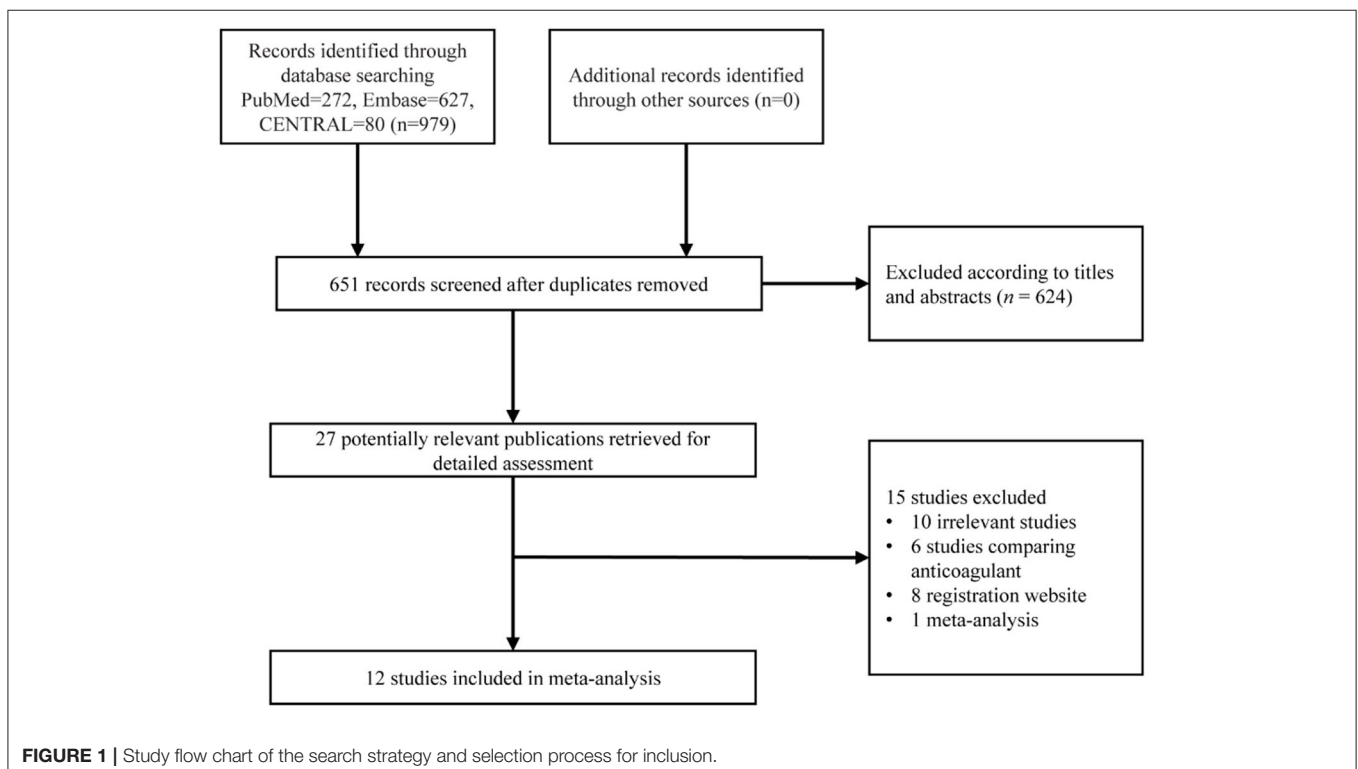 Records identified through
database searching
PubMed=272, Embase=627,
CENTRAL=80 (n=979)
Additional records identified
through other sources (n=0)
651 records screened after duplicates removed
Excluded according to titles
and abstracts (n = 624)
27 potentially relevant publications retrieved for
detailed assessment
15 studies excluded
• 10 irrelevant studies
• 6 studies comparing
anticoagulant
• 8 registration website
• 1 meta-analysis
12 studies included in meta-analysis
FIGURE 1 | Study flow chart of the search strategy and selection process for inclusion.